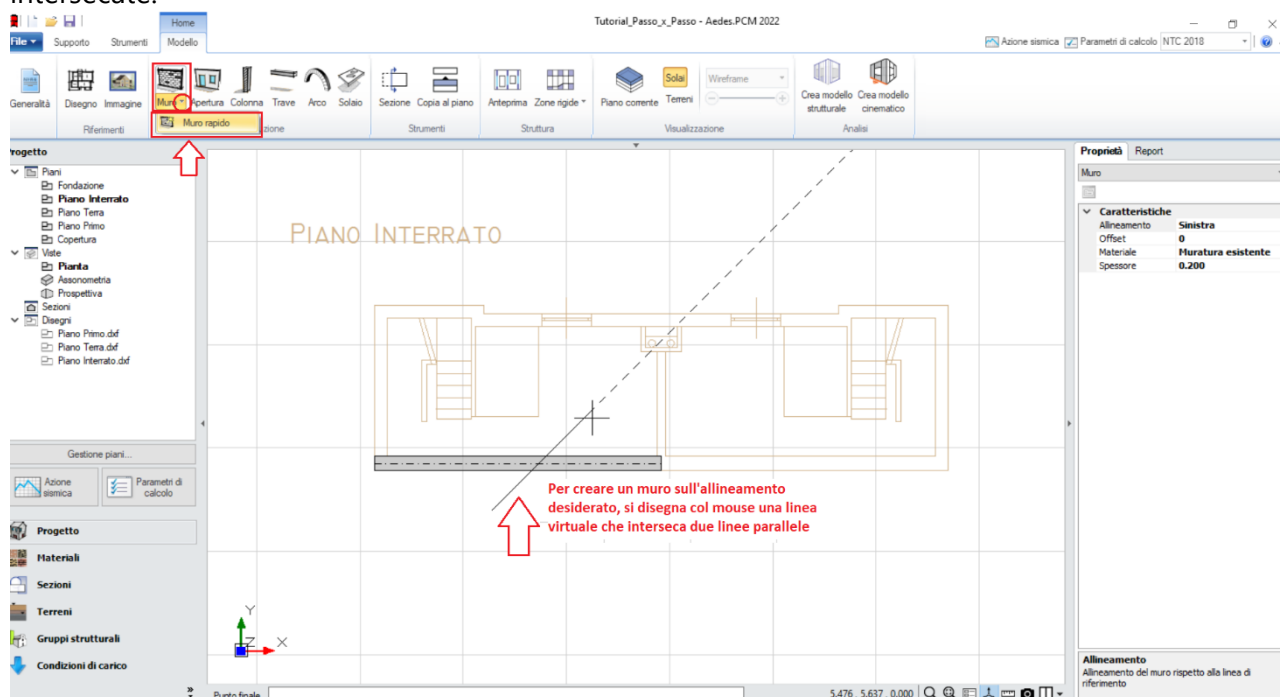 intersecate.
Tutorial_Passo_x_Passo - Aedes.PCM 2022
Home
File Supporto Strumenti Modello
Azione sismica Parametri di calcolo NTC 2018
Generalità Disegno Immagine Muro Apertura Colonna Trave Arco Solaio Sezione Copia al piano Anteprima Zone rigide Piano corrente Solai Terreni Wireframe Crea modello strutturale Crea modello cinematico
Muro rapido
Riferimenti zione Strumenti Struttura Visualizzazione Analisi
Progetto
Piani
Fondazione
Piano Interrato
Piano Terra
Piano Primo
Copertura
Viste
Pianta
Assonometria
Prospettiva
Sezioni
Disegni
Piano Primo.dxf
Piano Terra.dxf
Piano Interrato.dxf
Gestione piani...
Azione sismica
Parametri di calcolo
Progetto
Materiali
Sezioni
Terreni
Gruppi strutturali
Condizioni di carico
PIANO INTERRATO
Per creare un muro sull'allineamento
desiderato, si disegna col mouse una linea
virtuale che interseca due linee parallele
Y
Z X
Punto finale
5.476, 5.637, 0.000
Proprietà Report
Muro
Caratteristiche
Allineamento Sinistra
Offset 0
Materiale Muratura esistente
Spessore 0.200
Allineamento
Allineamento del muro rispetto alla linea di
riferimento